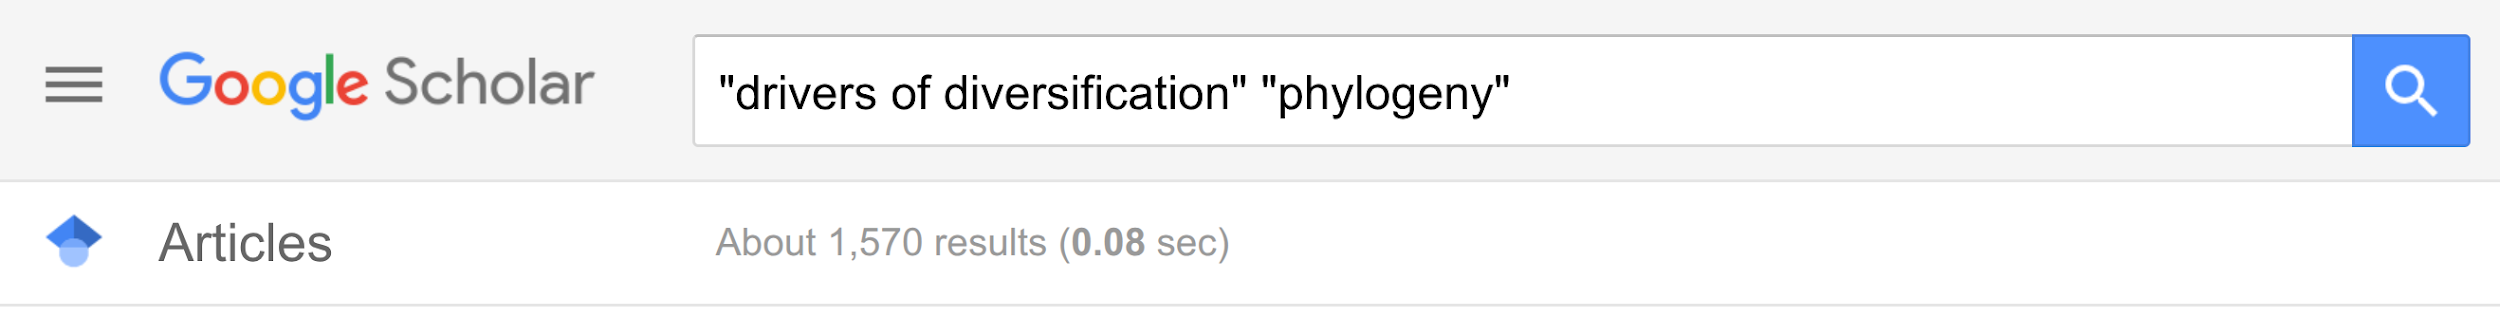 Google Scholar "drivers of diversification" "phylogeny"
Articles About 1,570 results (0.08 sec)